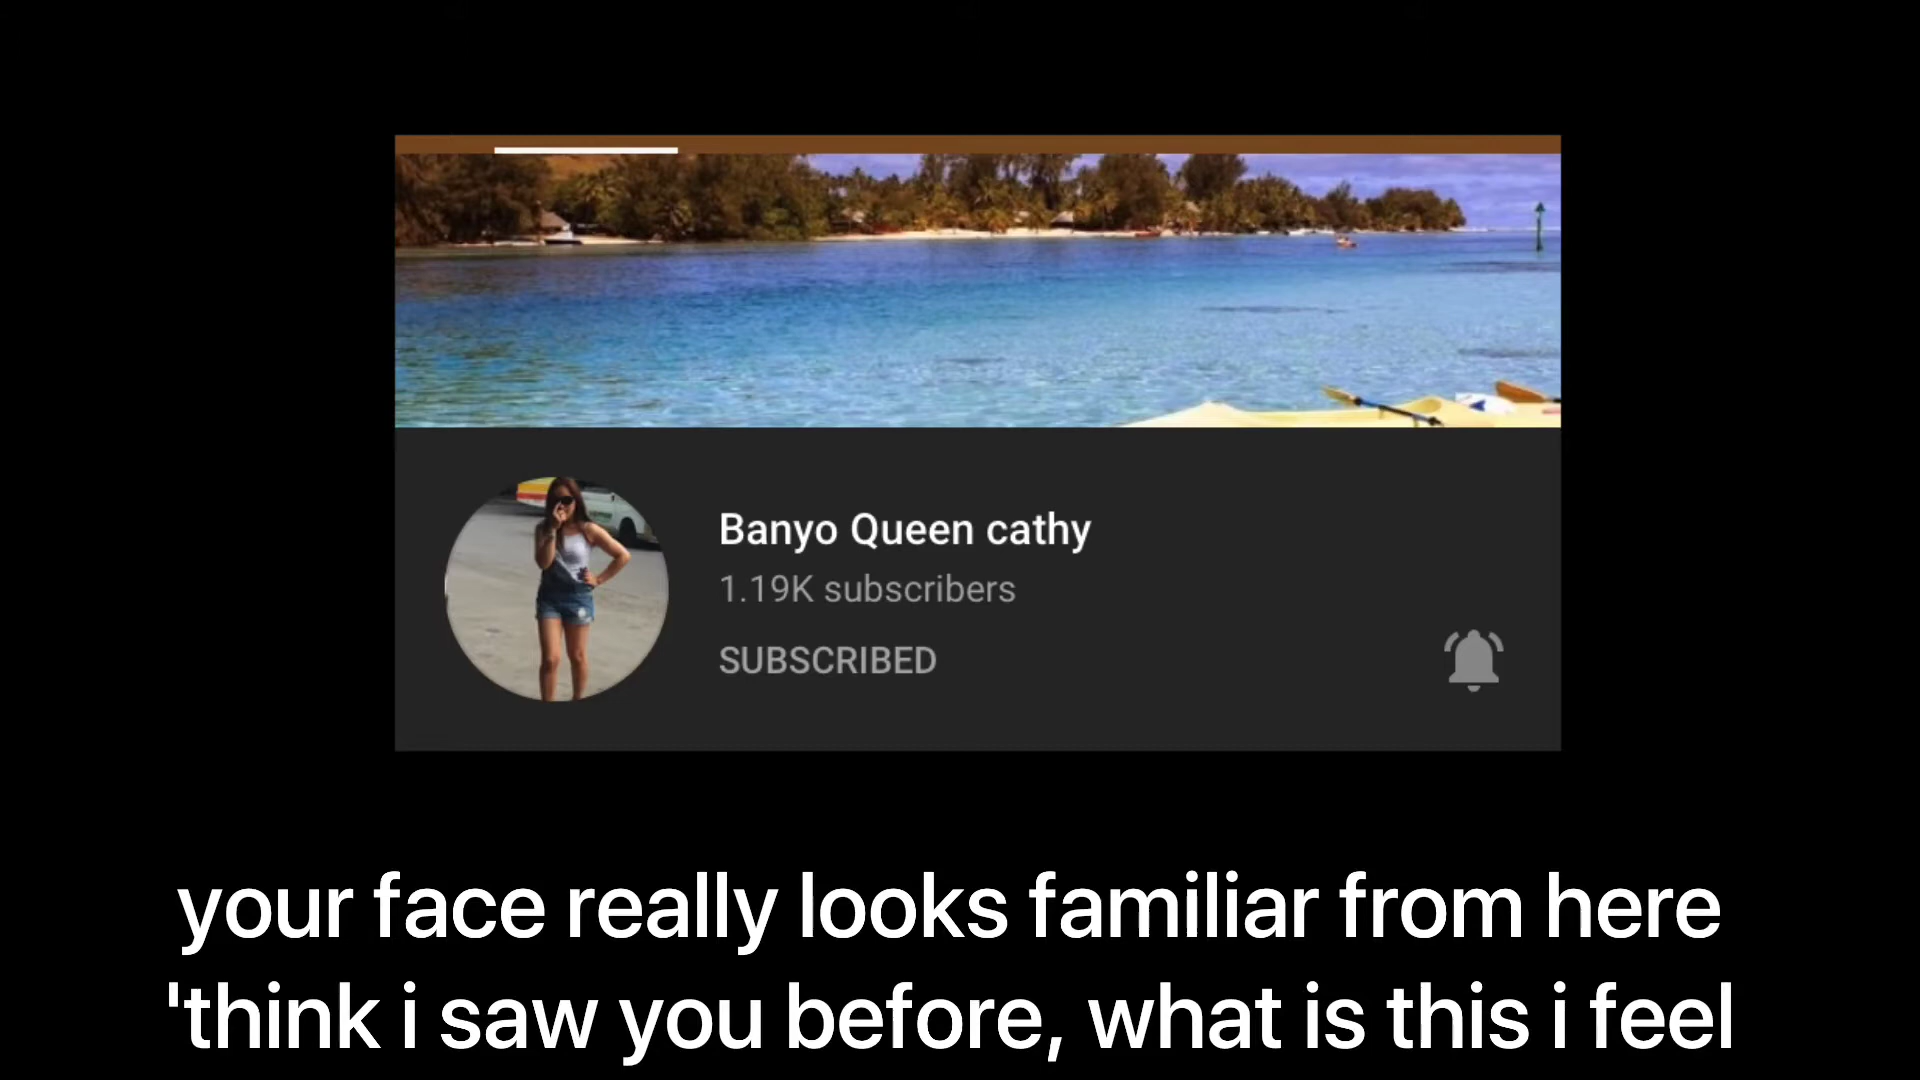 Banyo Queen cathy
1.19K subscribers
SUBSCRIBED
your face really looks familiar from here
'think i saw you before, what is this i feel